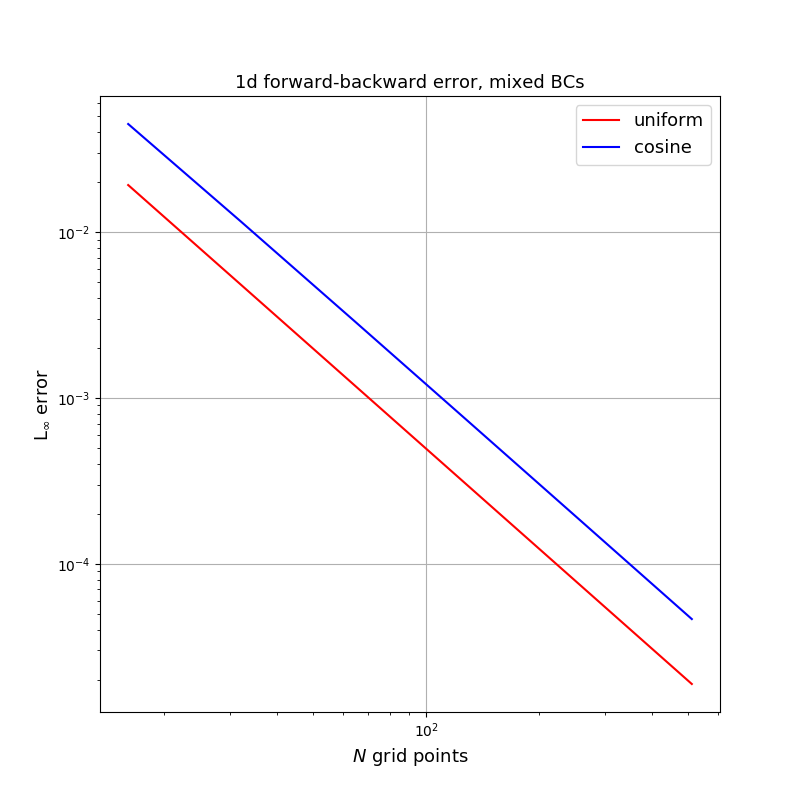 1d forward-backward error, mixed BCs
uniform
cosine
10⁻²
10⁻³
10⁻⁴
L∞ error
10²
N grid points